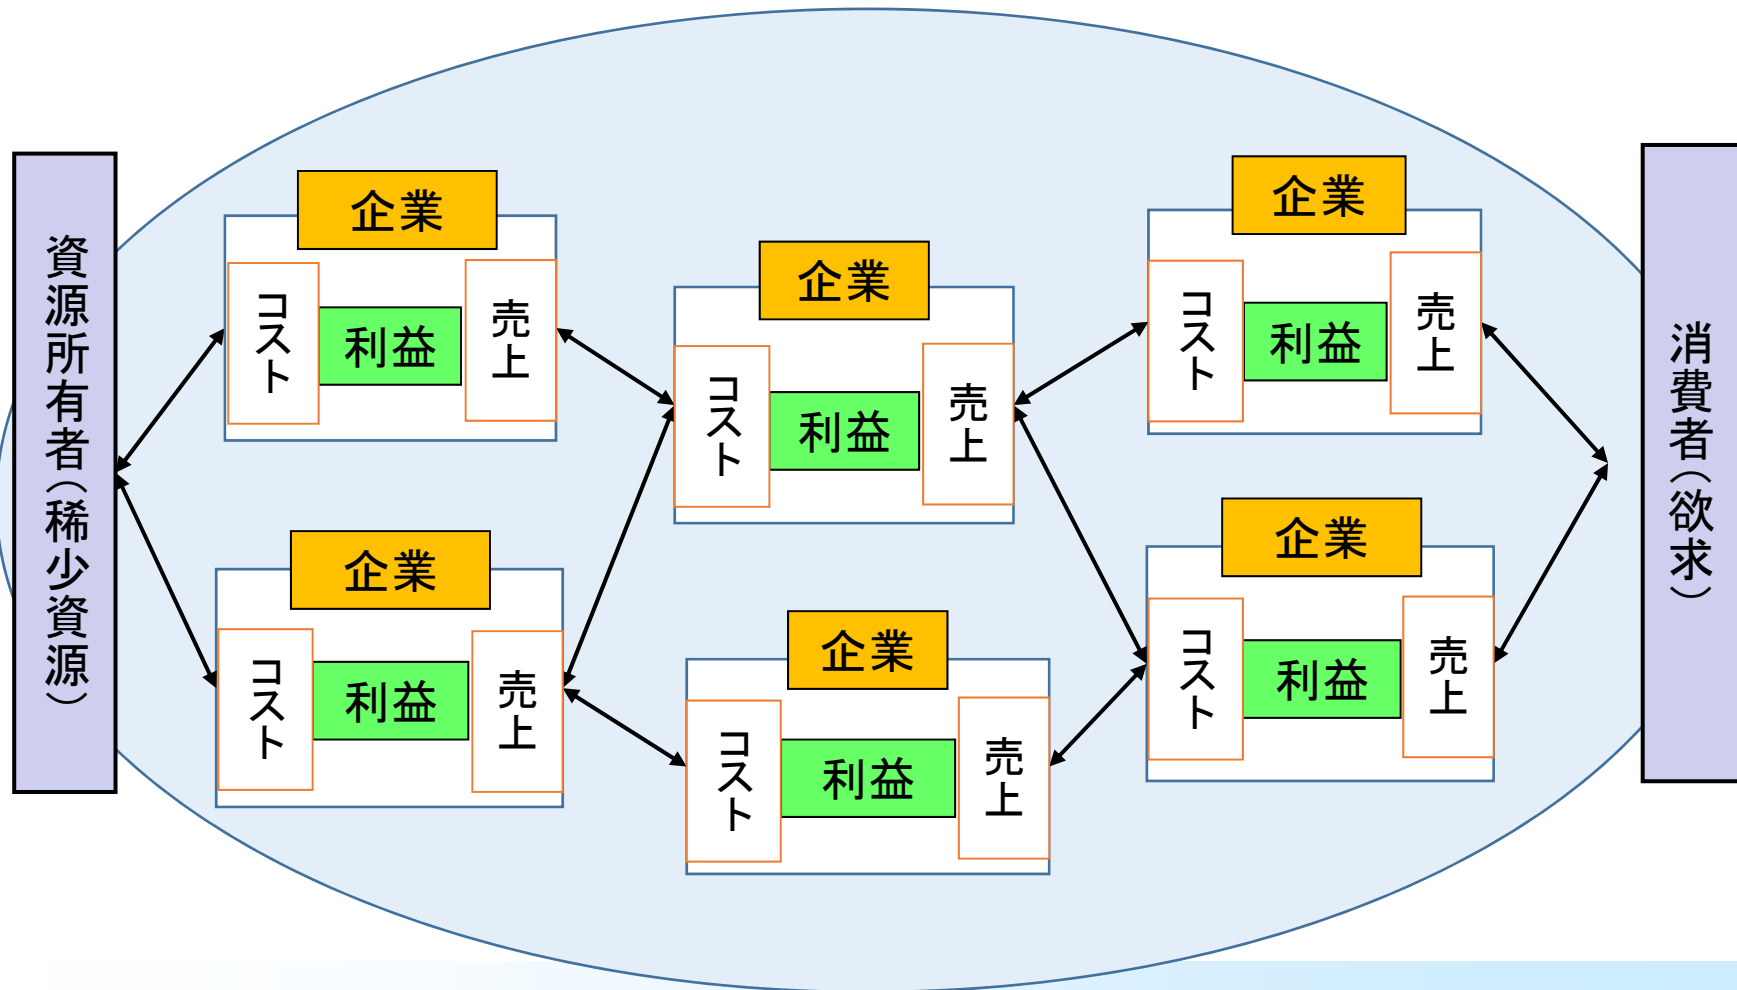 資源所有者（稀少資源）
企業
コスト
利益
売上
企業
コスト
利益
売上
企業
コスト
利益
売上
企業
コスト
利益
売上
企業
コスト
利益
売上
企業
コスト
利益
売上
消費者（欲求）